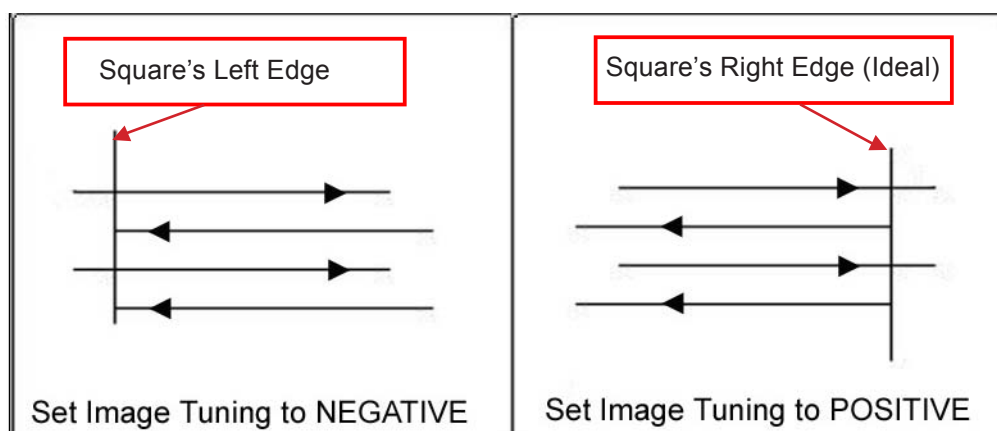 Square’s Left Edge
Set Image Tuning to NEGATIVE
Square’s Right Edge (Ideal)
Set Image Tuning to POSITIVE